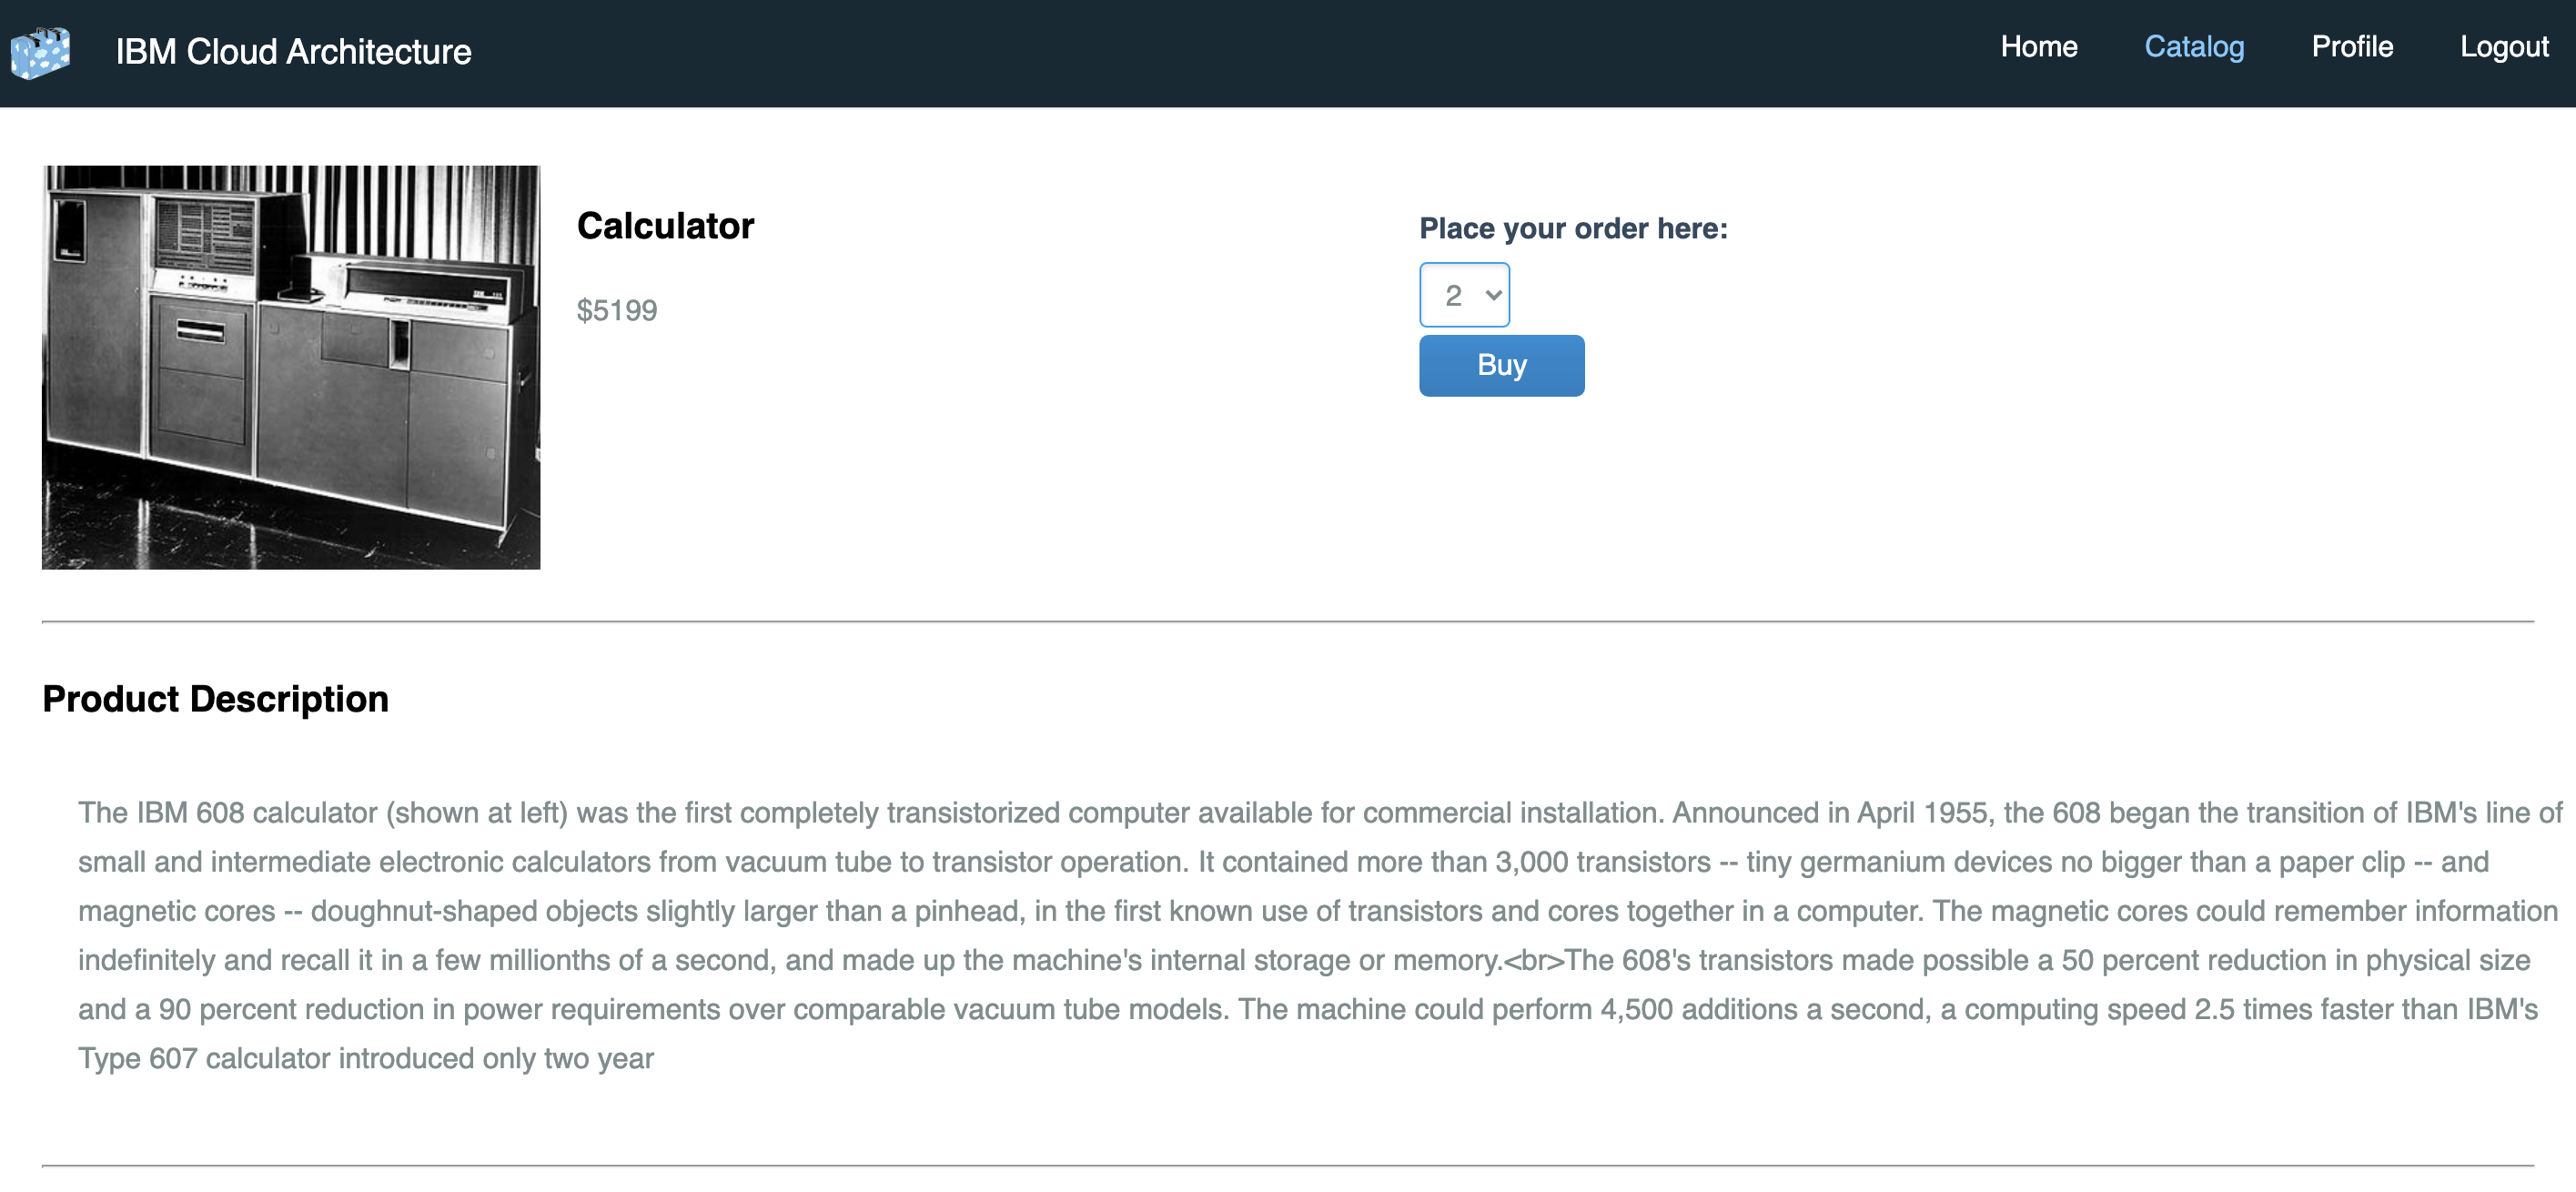 IBM Cloud Architecture
Home Catalog Profile Logout
Calculator
$5199
Place your order here:
2
Buy
Product Description
The IBM 608 calculator (shown at left) was the first completely transistorized computer available for commercial installation. Announced in April 1955, the 608 began the transition of IBM's line of
small and intermediate electronic calculators from vacuum tube to transistor operation. It contained more than 3,000 transistors -- tiny germanium devices no bigger than a paper clip -- and
magnetic cores -- doughnut-shaped objects slightly larger than a pinhead, in the first known use of transistors and cores together in a computer. The magnetic cores could remember information
indefinitely and recall it in a few millionths of a second, and made up the machine's internal storage or memory.<br>The 608's transistors made possible a 50 percent reduction in physical size
and a 90 percent reduction in power requirements over comparable vacuum tube models. The machine could perform 4,500 additions a second, a computing speed 2.5 times faster than IBM's
Type 607 calculator introduced only two year